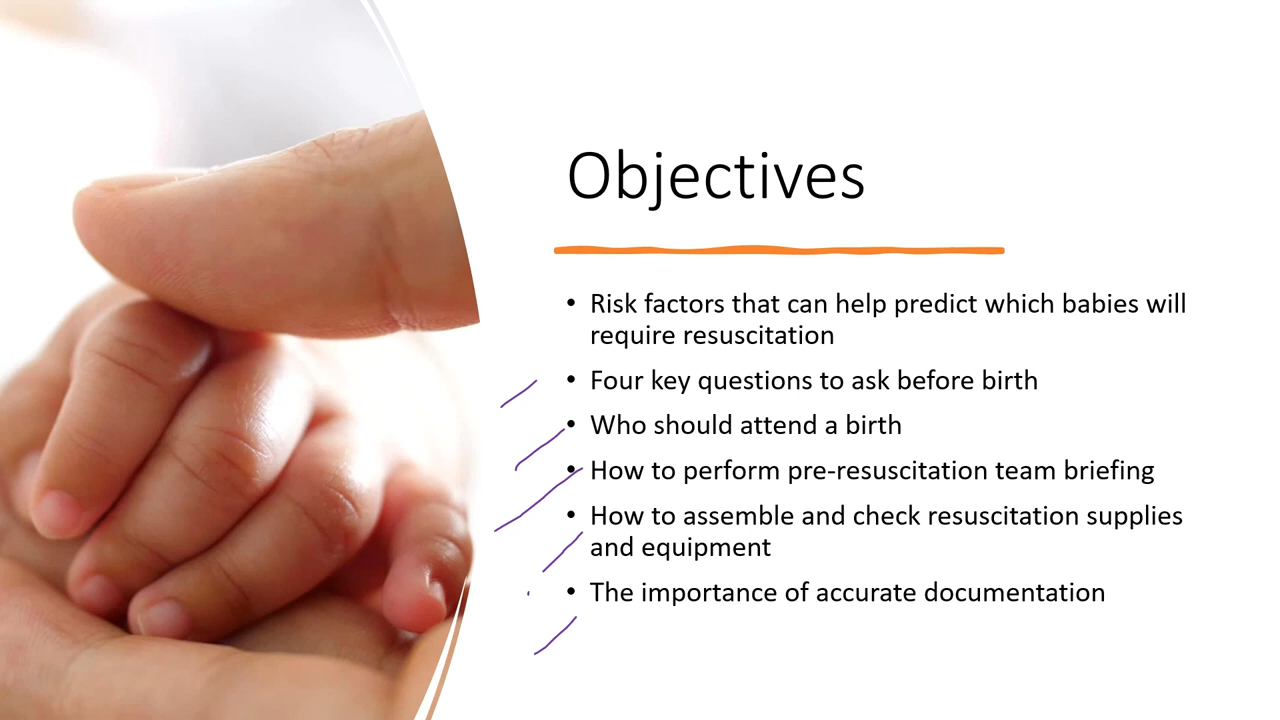 Objectives
• Risk factors that can help predict which babies will
require resuscitation
• Four key questions to ask before birth
• Who should attend a birth
• How to perform pre-resuscitation team briefing
• How to assemble and check resuscitation supplies
and equipment
• The importance of accurate documentation